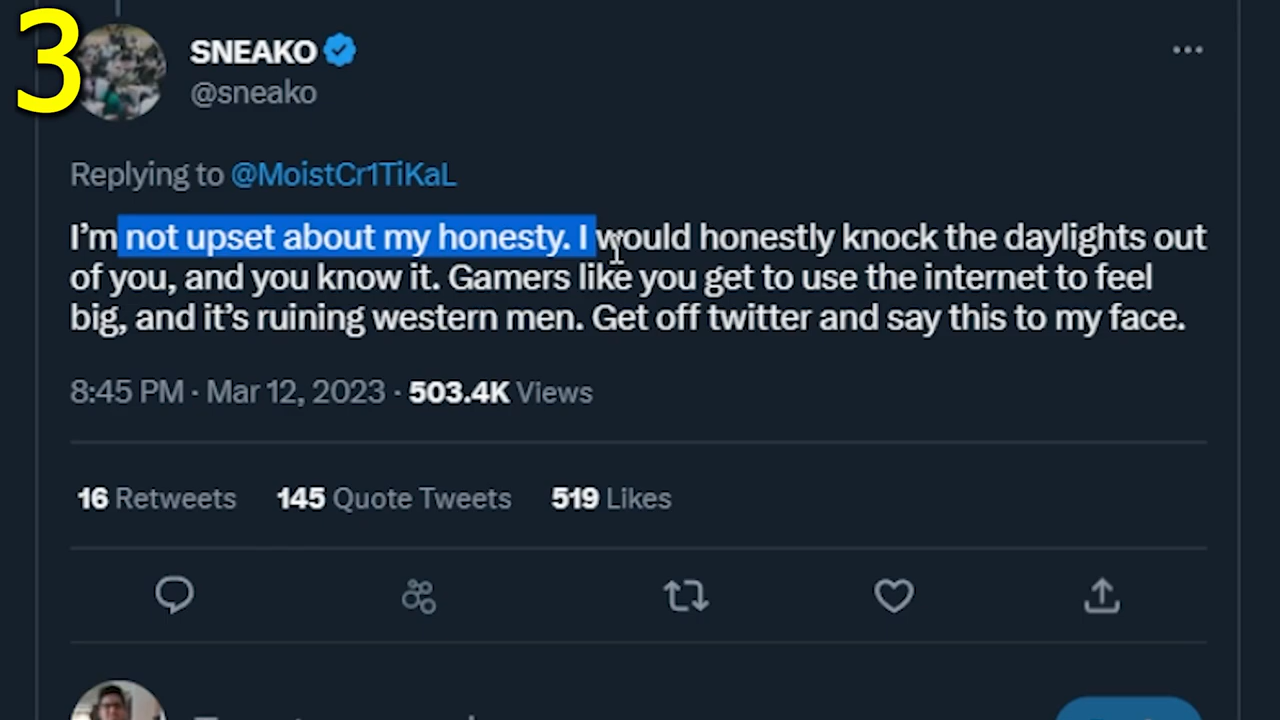 3
SNEAKO
@sneako
Replying to @MoistCr1TiKaL
I’m not upset about my honesty. I would honestly knock the daylights out
of you, and you know it. Gamers like you get to use the internet to feel
big, and it’s ruining western men. Get off twitter and say this to my face.
8:45 PM · Mar 12, 2023 · 503.4K Views
16 Retweets 145 Quote Tweets 519 Likes